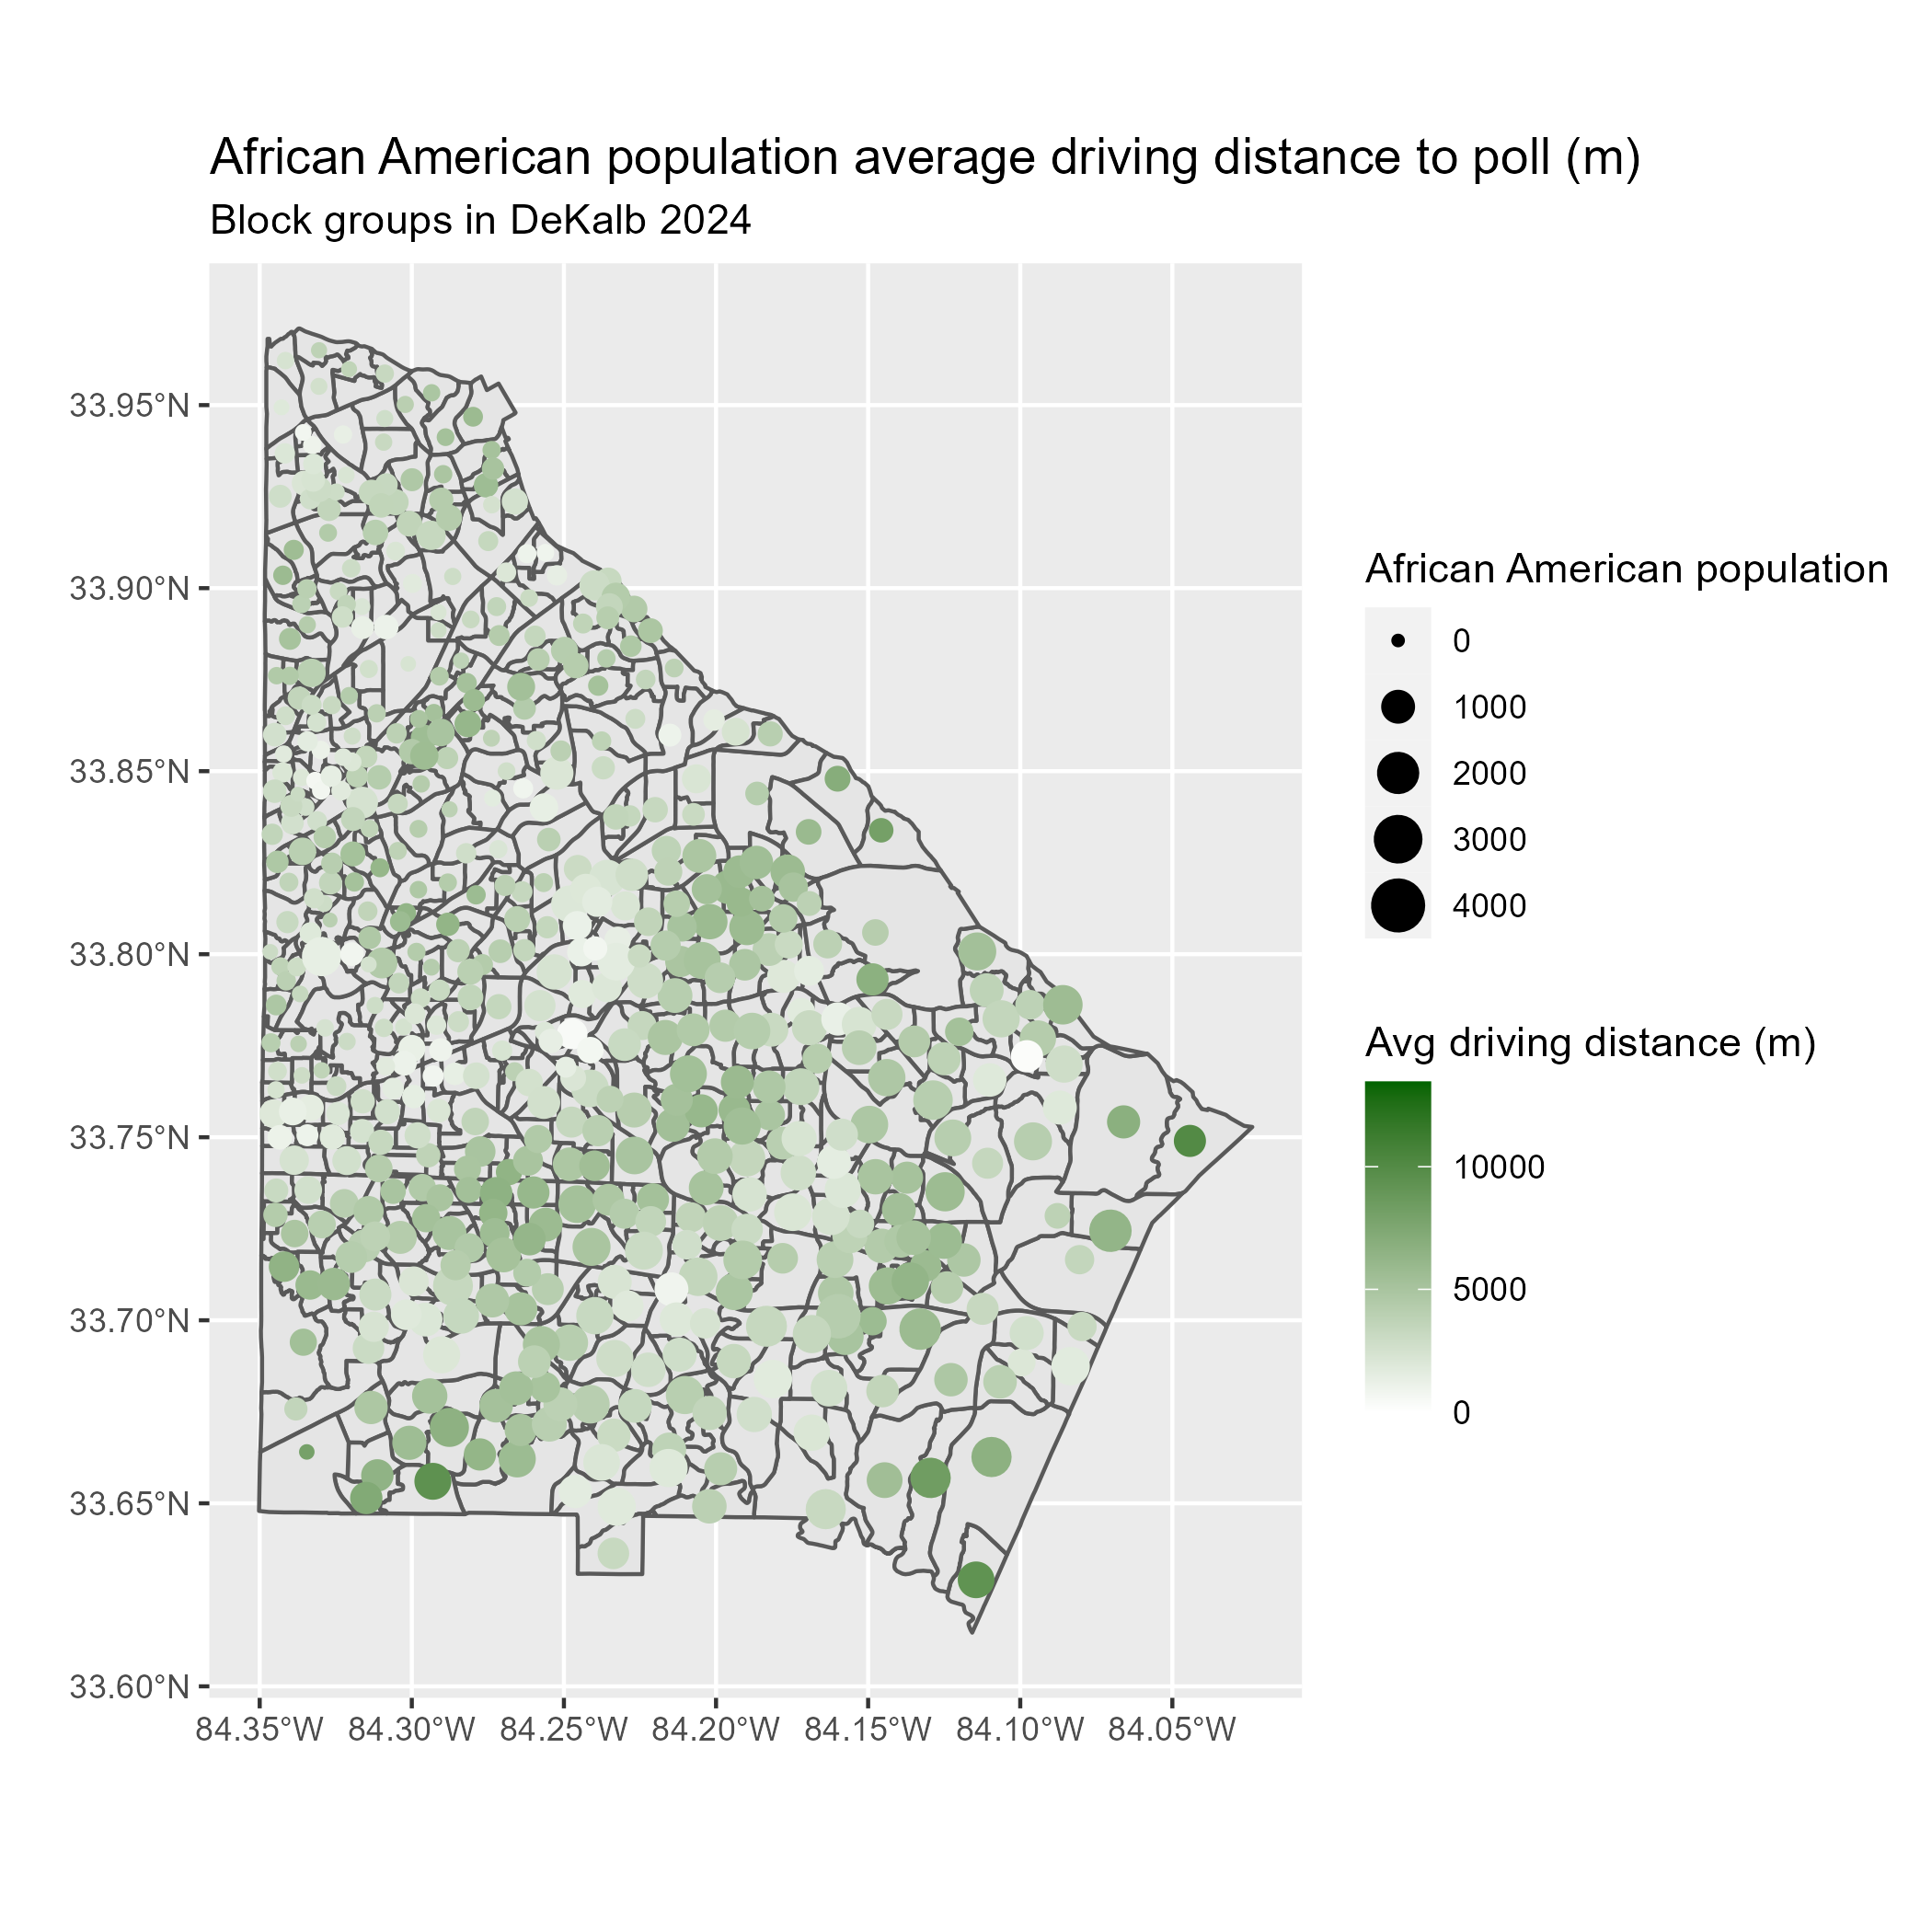 African American population average driving distance to poll (m)
Block groups in DeKalb 2024
33.95°N
33.90°N
33.85°N
33.80°N
33.75°N
33.70°N
33.65°N
33.60°N
84.35°W 84.30°W 84.25°W 84.20°W 84.15°W 84.10°W 84.05°W
African American population
0
1000
2000
3000
4000
Avg driving distance (m)
10000
5000
0